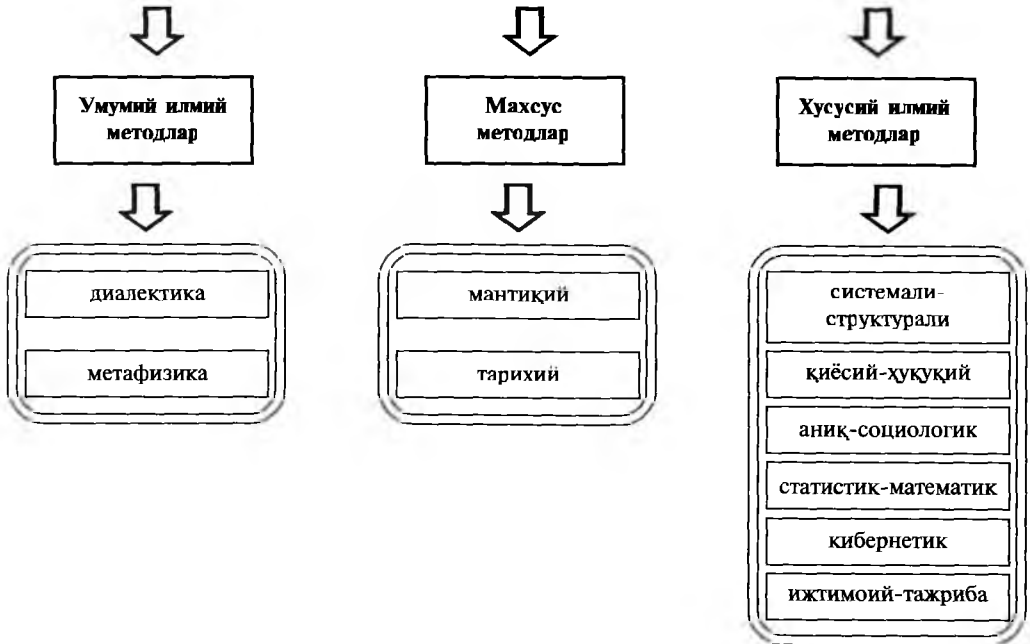 Умумий илмий
методлар
Махсус
методлар
Хусусий илмий
методлар
диалектика
метафизика
мантиқий
тарихий
системали-
структурали
қиёсий-ҳуқуқий
аниқ-социологик
статистик-математик
кибернетик
ижтимоий-тажриба